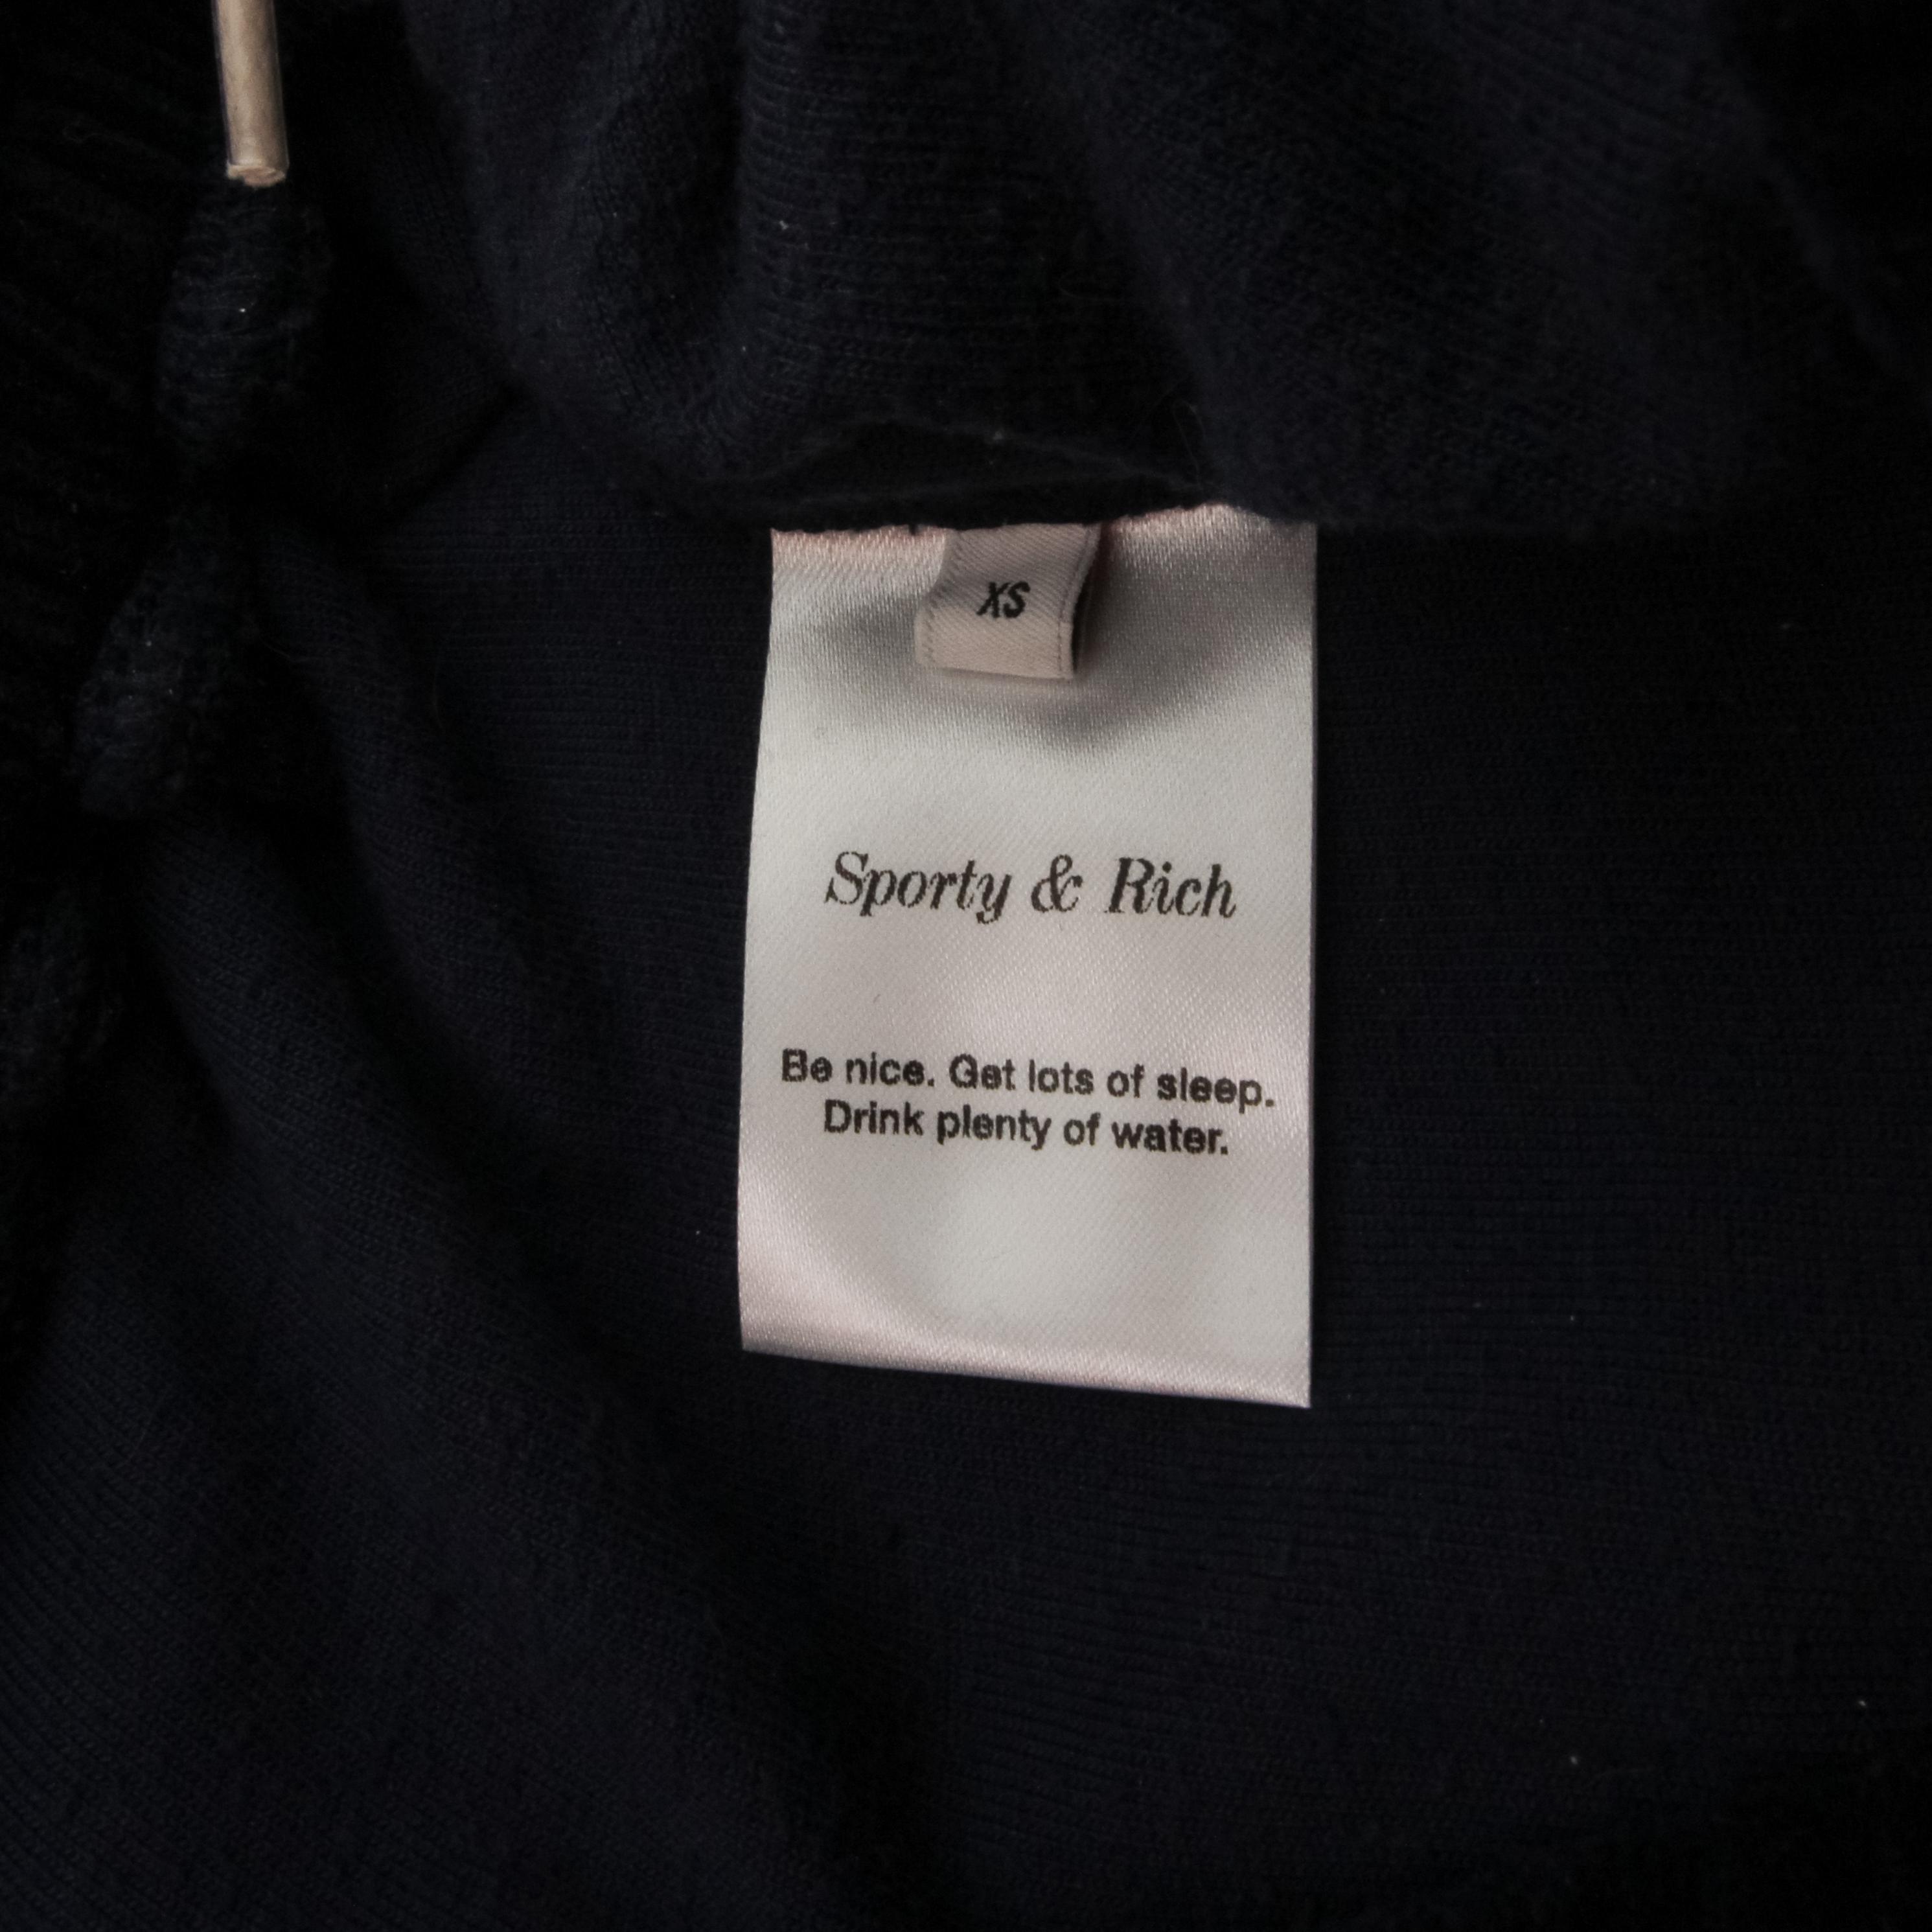 XS
Sporty & Rich
Be nice. Get lots of sleep.
Drink plenty of water.